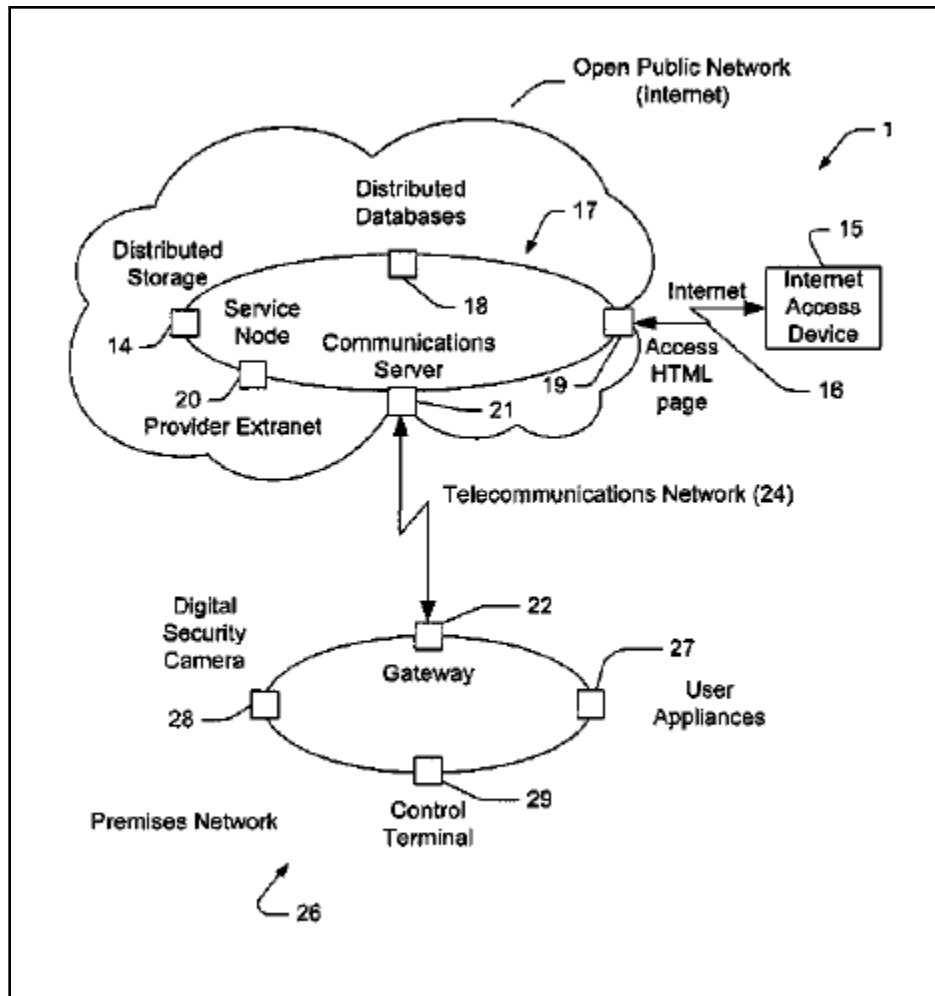 Open Public Network
(Internet)
1
Distributed
Databases
17
15
Distributed
Storage
Internet
Internet
Access
Device
18
Service
Node
14
Communications
Server
19
Access
HTML
page
16
20
21
Provider Extranet
Telecommunications Network (24)
Digital
Security
Camera
22
27
Gateway
User
Appliances
28
29
Control
Terminal
Premises Network
26